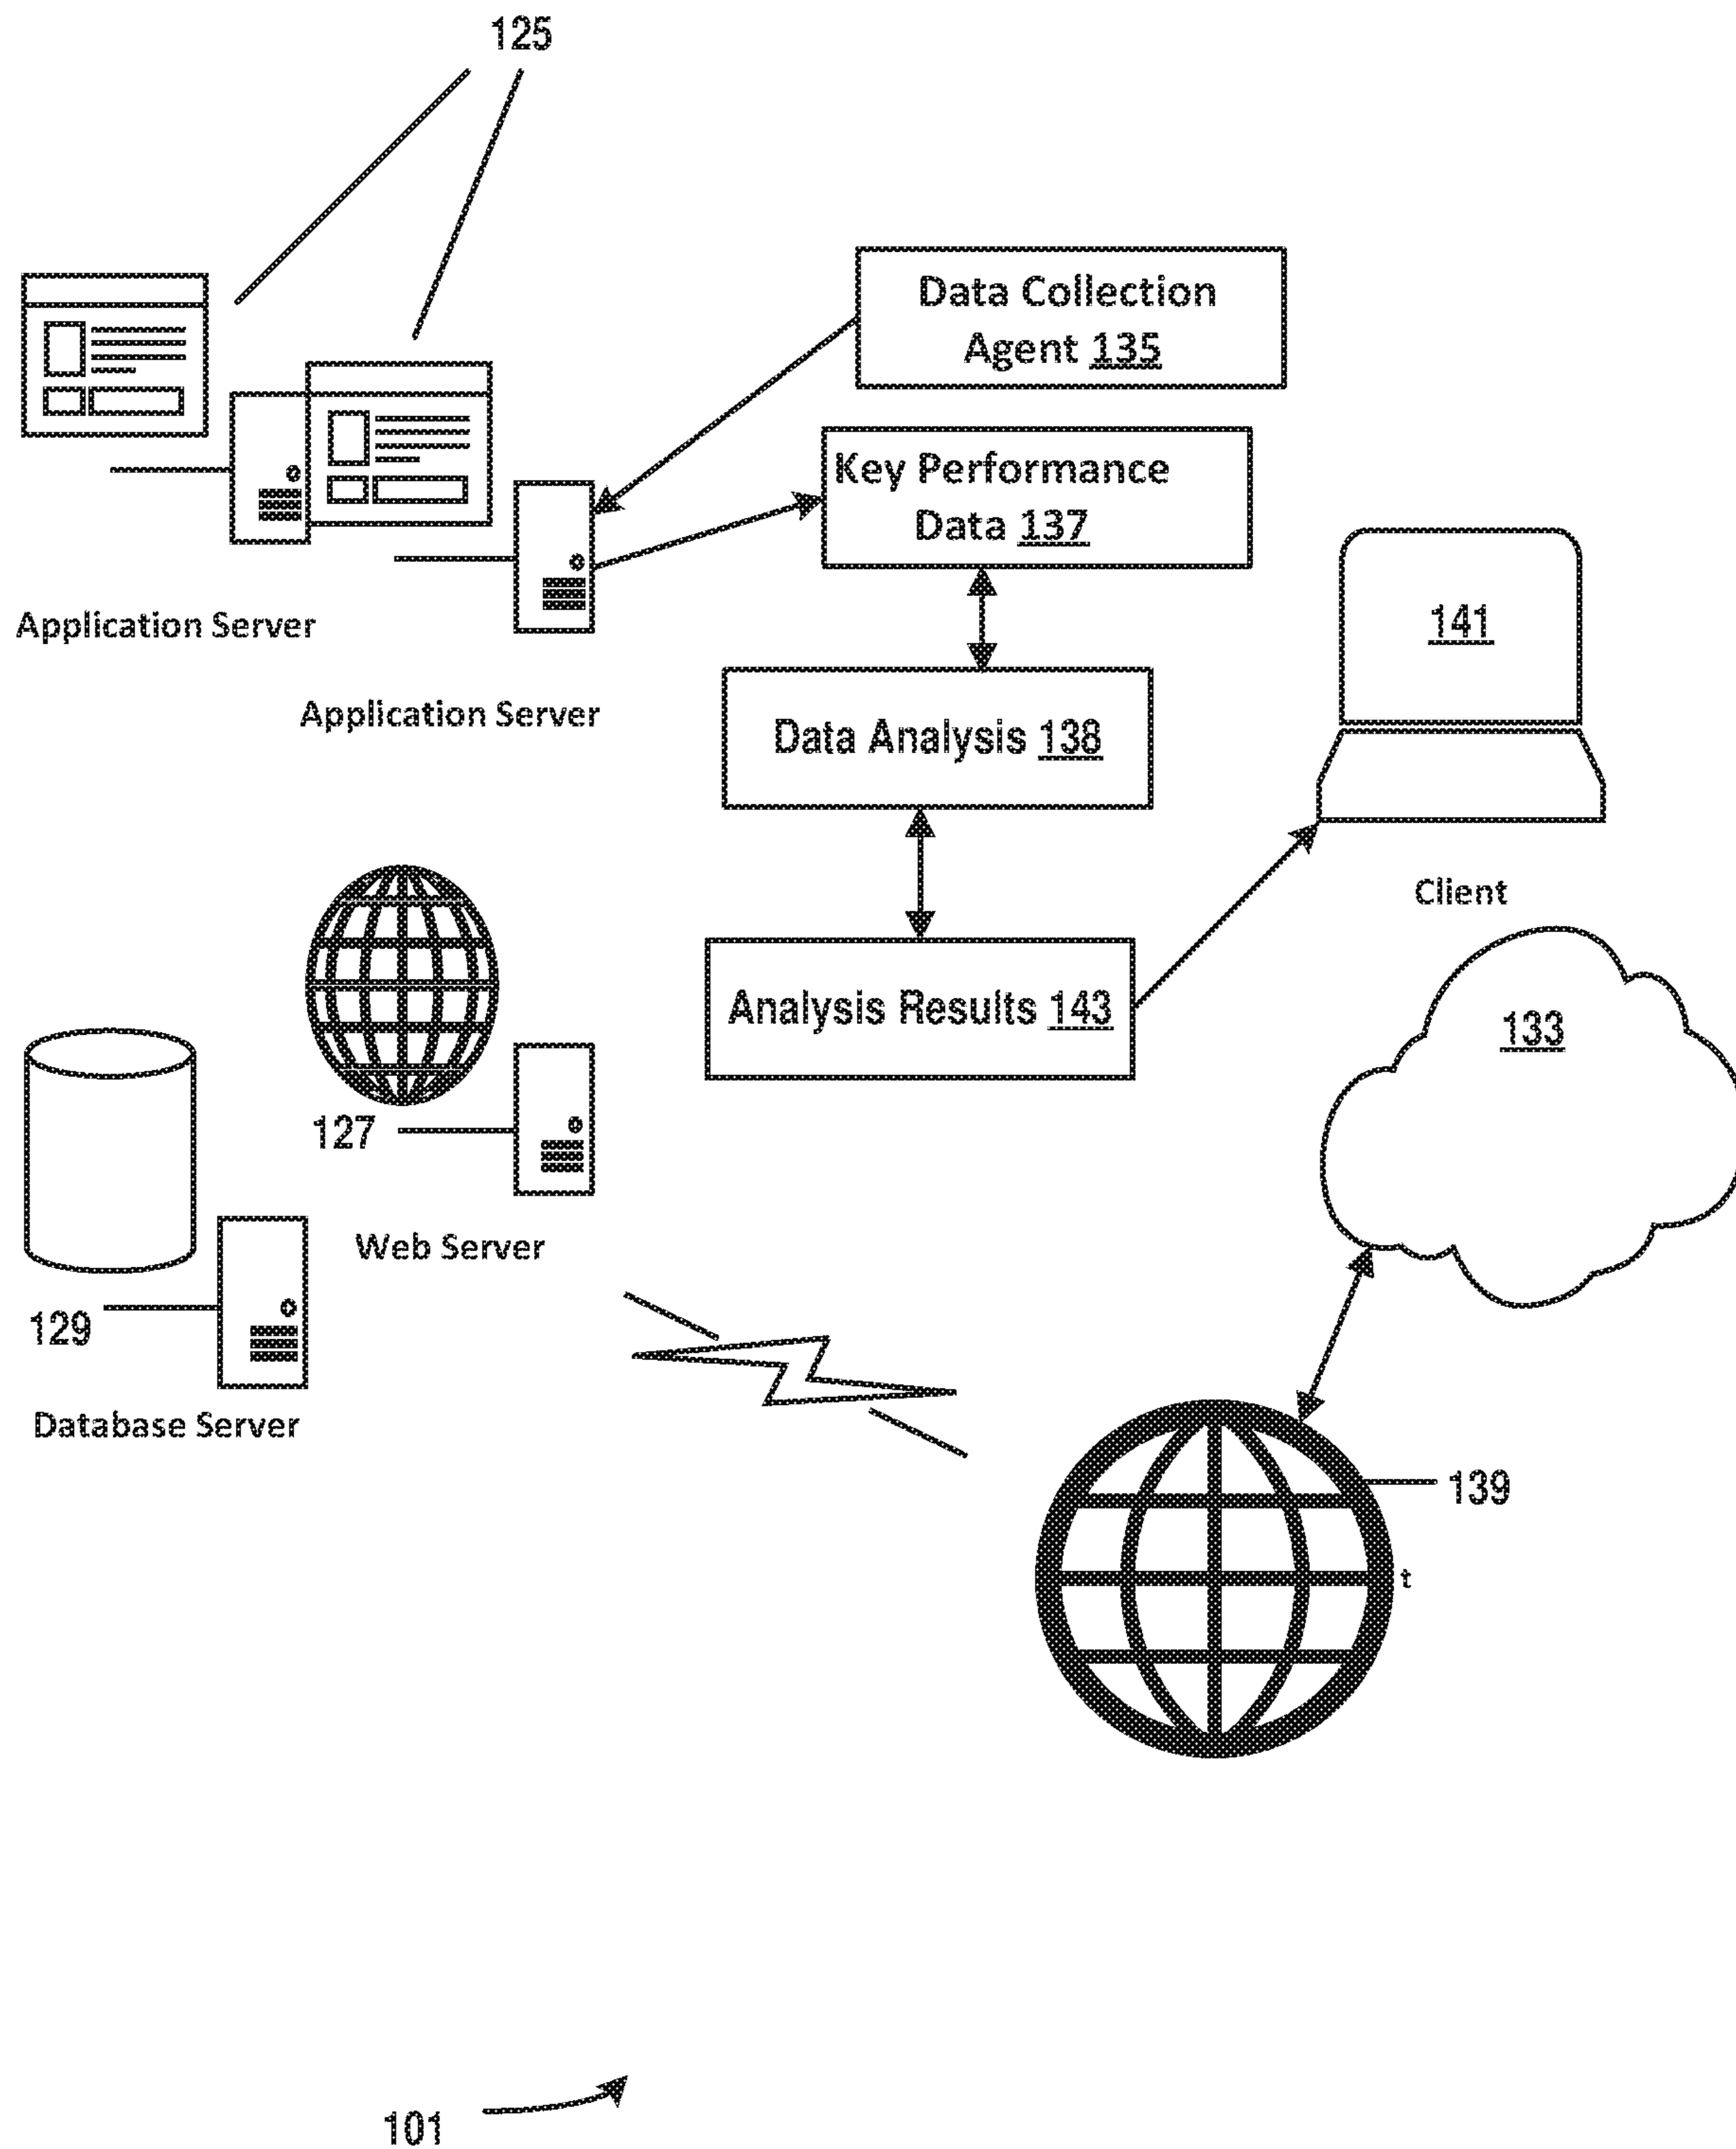 125
Data Collection
Agent 135
Key Performance
Data 137
Application Server
141
Application Server
Data Analysis 138
Client
Analysis Results 143
133
127
Web Server
129
Database Server
139
t
101